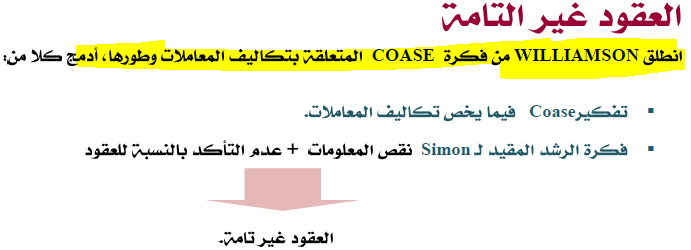 العقود غير التامة
انطلق WILLIAMSON من فكرة COASE المتعلقة بتكاليف المعاملات وطورها، أدمج كلا من:
▪ تفكيرCoase فيما يخص تكاليف المعاملات.
▪ فكرة الرشد المقيد لـ Simon نقص المعلومات + عدم التأكد بالنسبة للعقود
العقود غير تامة.